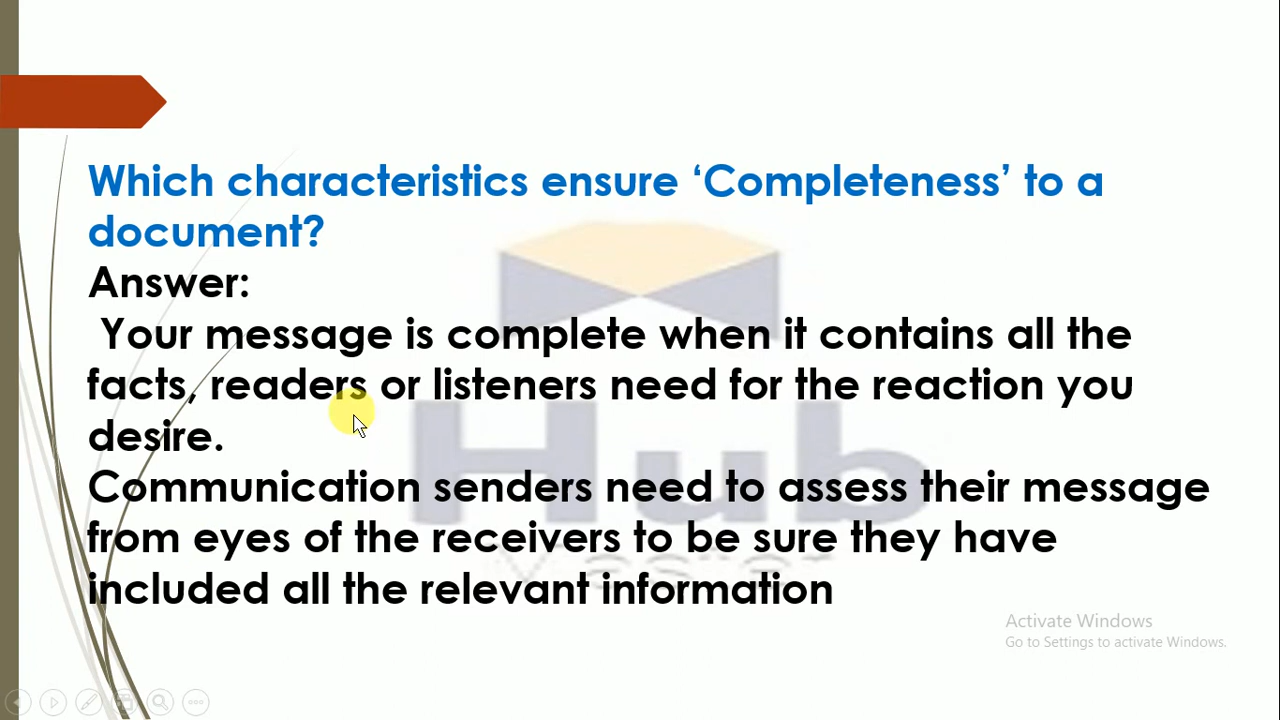 Which characteristics ensure ‘Completeness’ to a
document?
Answer:
Your message is complete when it contains all the
facts, readers or listeners need for the reaction you
desire.
Communication senders need to assess their message
from eyes of the receivers to be sure they have
included all the relevant information
Hub
Activate Windows
Go to Settings to activate Windows.